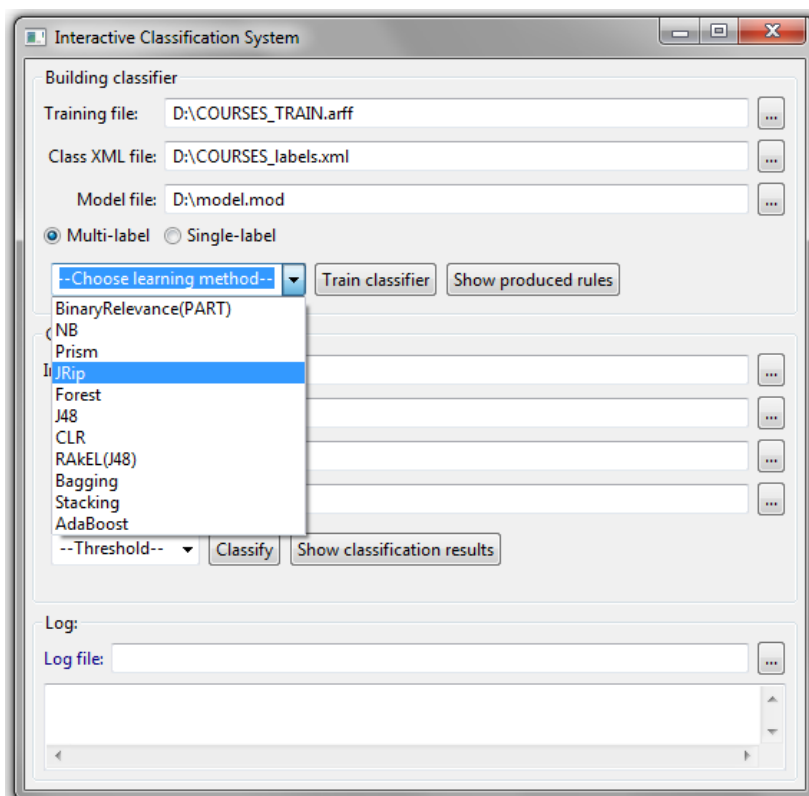 Interactive Classification System
Building classifier
Training file: D:\COURSES_TRAIN.arff ...
Class XML file: D:\COURSES_labels.xml ...
Model file: D:\model.mod ...
Multi-label Single-label
--Choose learning method-- Train classifier Show produced rules
BinaryRelevance(PART)
NB
Prism
JRip ...
Forest
J48 ...
CLR
RAkEL(J48) ...
Bagging
Stacking ...
AdaBoost
--Threshold-- Classify Show classification results
Log:
Log file: ...